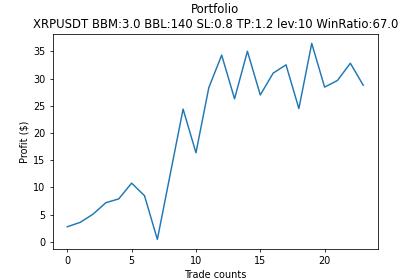 Portfolio
XRPUSDT BBM:3.0 BBL:140 SL:0.8 TP:1.2 lev:10 WinRatio:67.0
35
30
25
20
15
10
5
0
Profit ($)
0 5 10 15 20
Trade counts